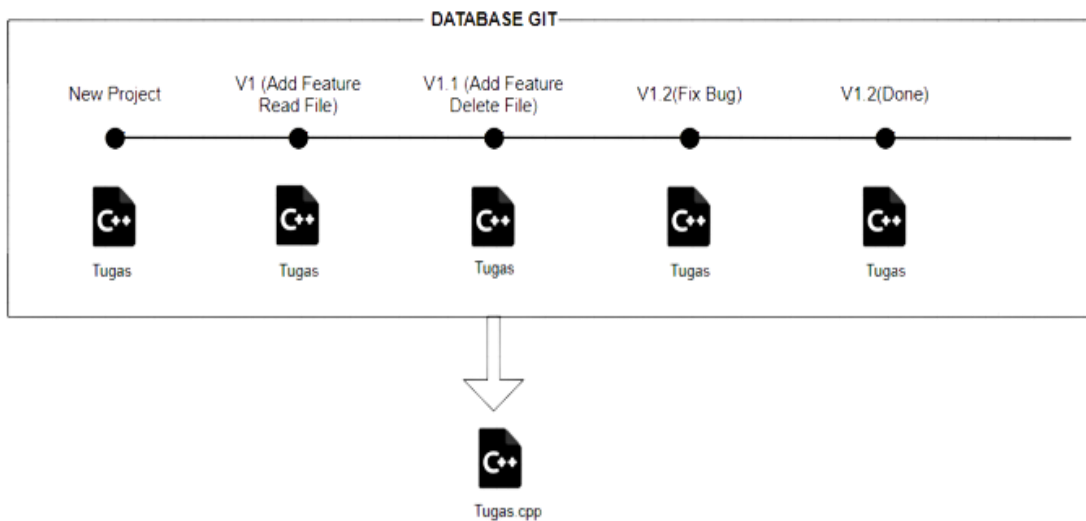 DATABASE GIT
New Project
V1 (Add Feature
Read File)
V1.1 (Add Feature
Delete File)
V1.2(Fix Bug)
V1.2(Done)
C++
C++
C++
C++
C++
Tugas
Tugas
Tugas
Tugas
Tugas
C++
Tugas.cpp